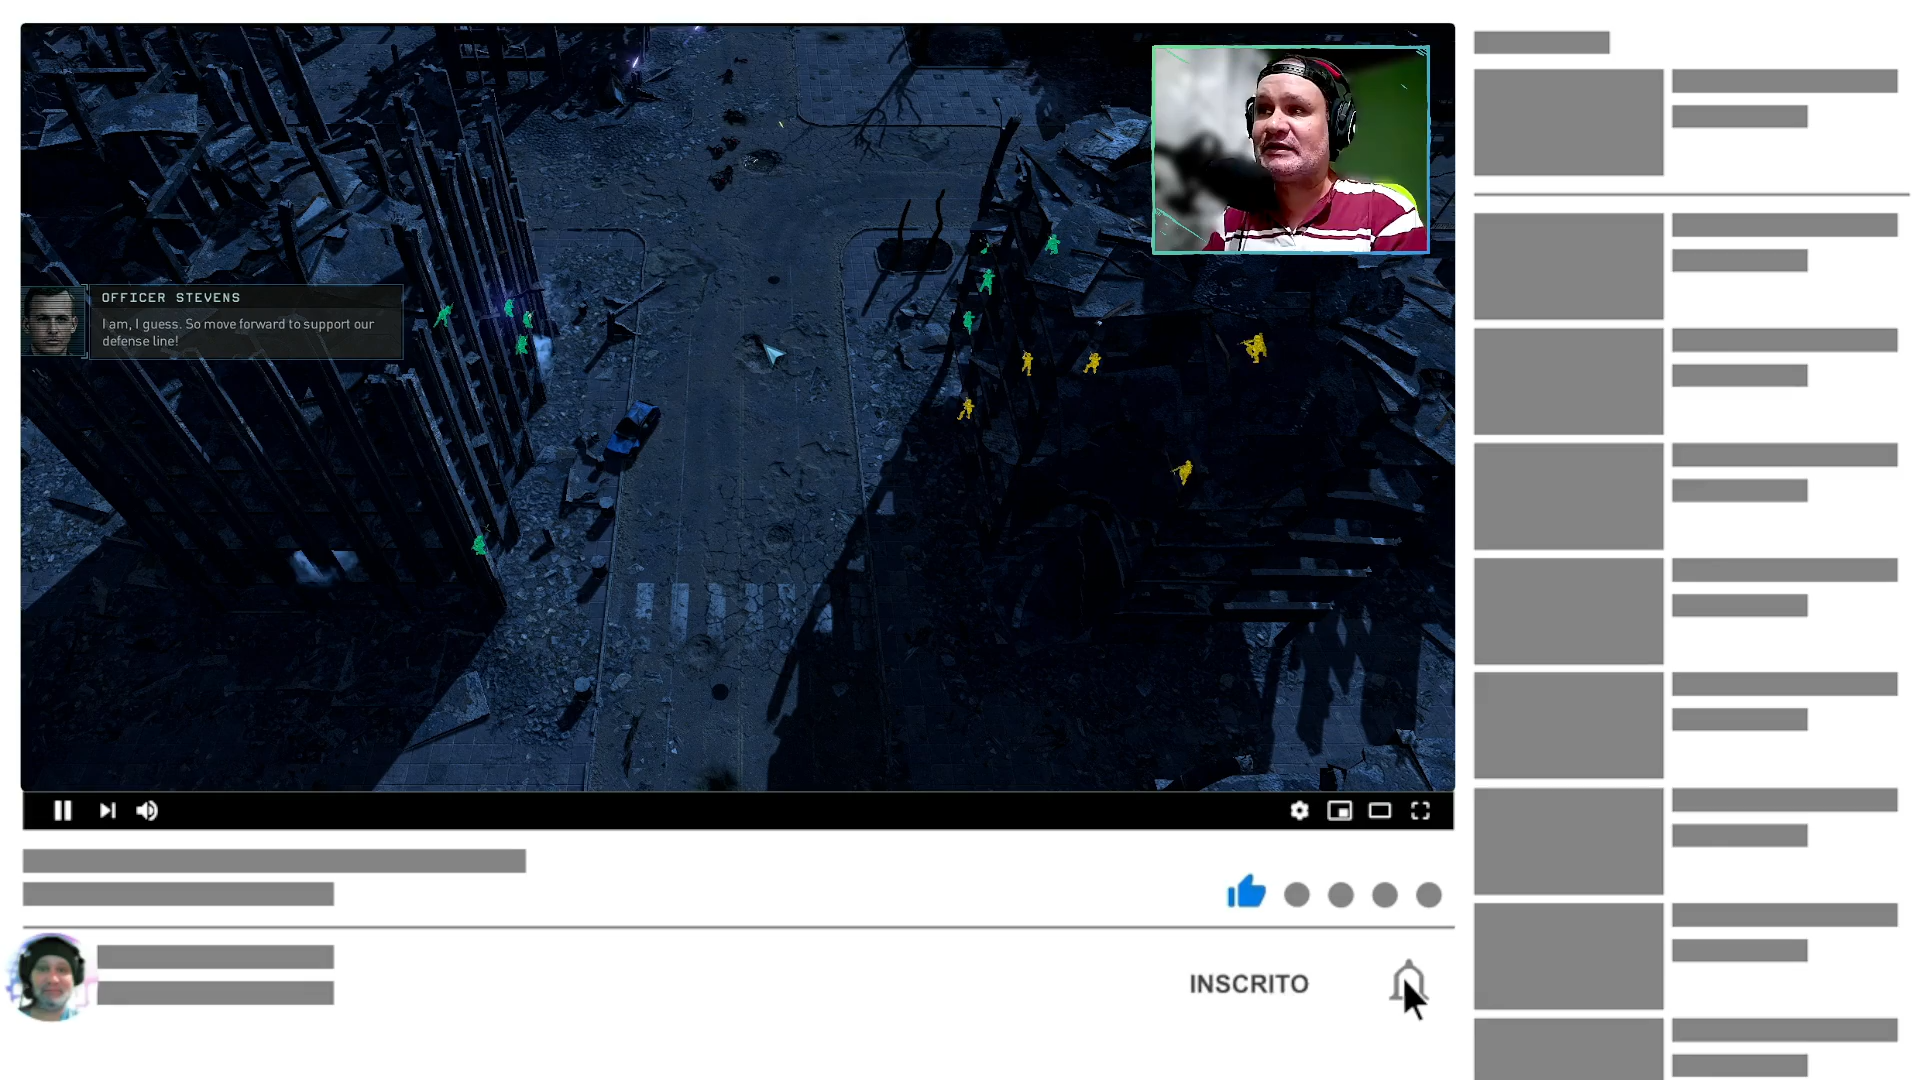 OFFICER STEVENS
I am, I guess. So move forward to support our
defense line!
INSCRITO